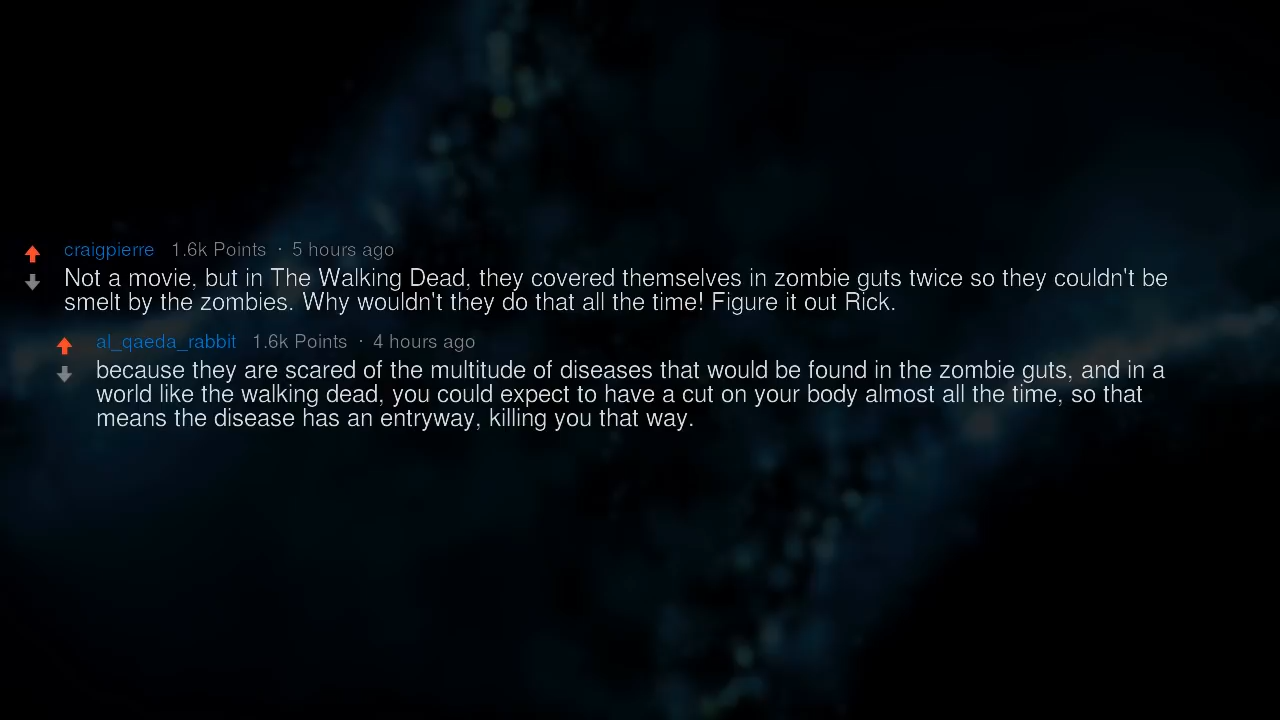 craigpierre 1.6k Points · 5 hours ago
Not a movie, but in The Walking Dead, they covered themselves in zombie guts twice so they couldn't be
smelt by the zombies. Why wouldn't they do that all the time! Figure it out Rick.
al_qaeda_rabbit 1.6k Points · 4 hours ago
because they are scared of the multitude of diseases that would be found in the zombie guts, and in a
world like the walking dead, you could expect to have a cut on your body almost all the time, so that
means the disease has an entryway, killing you that way.